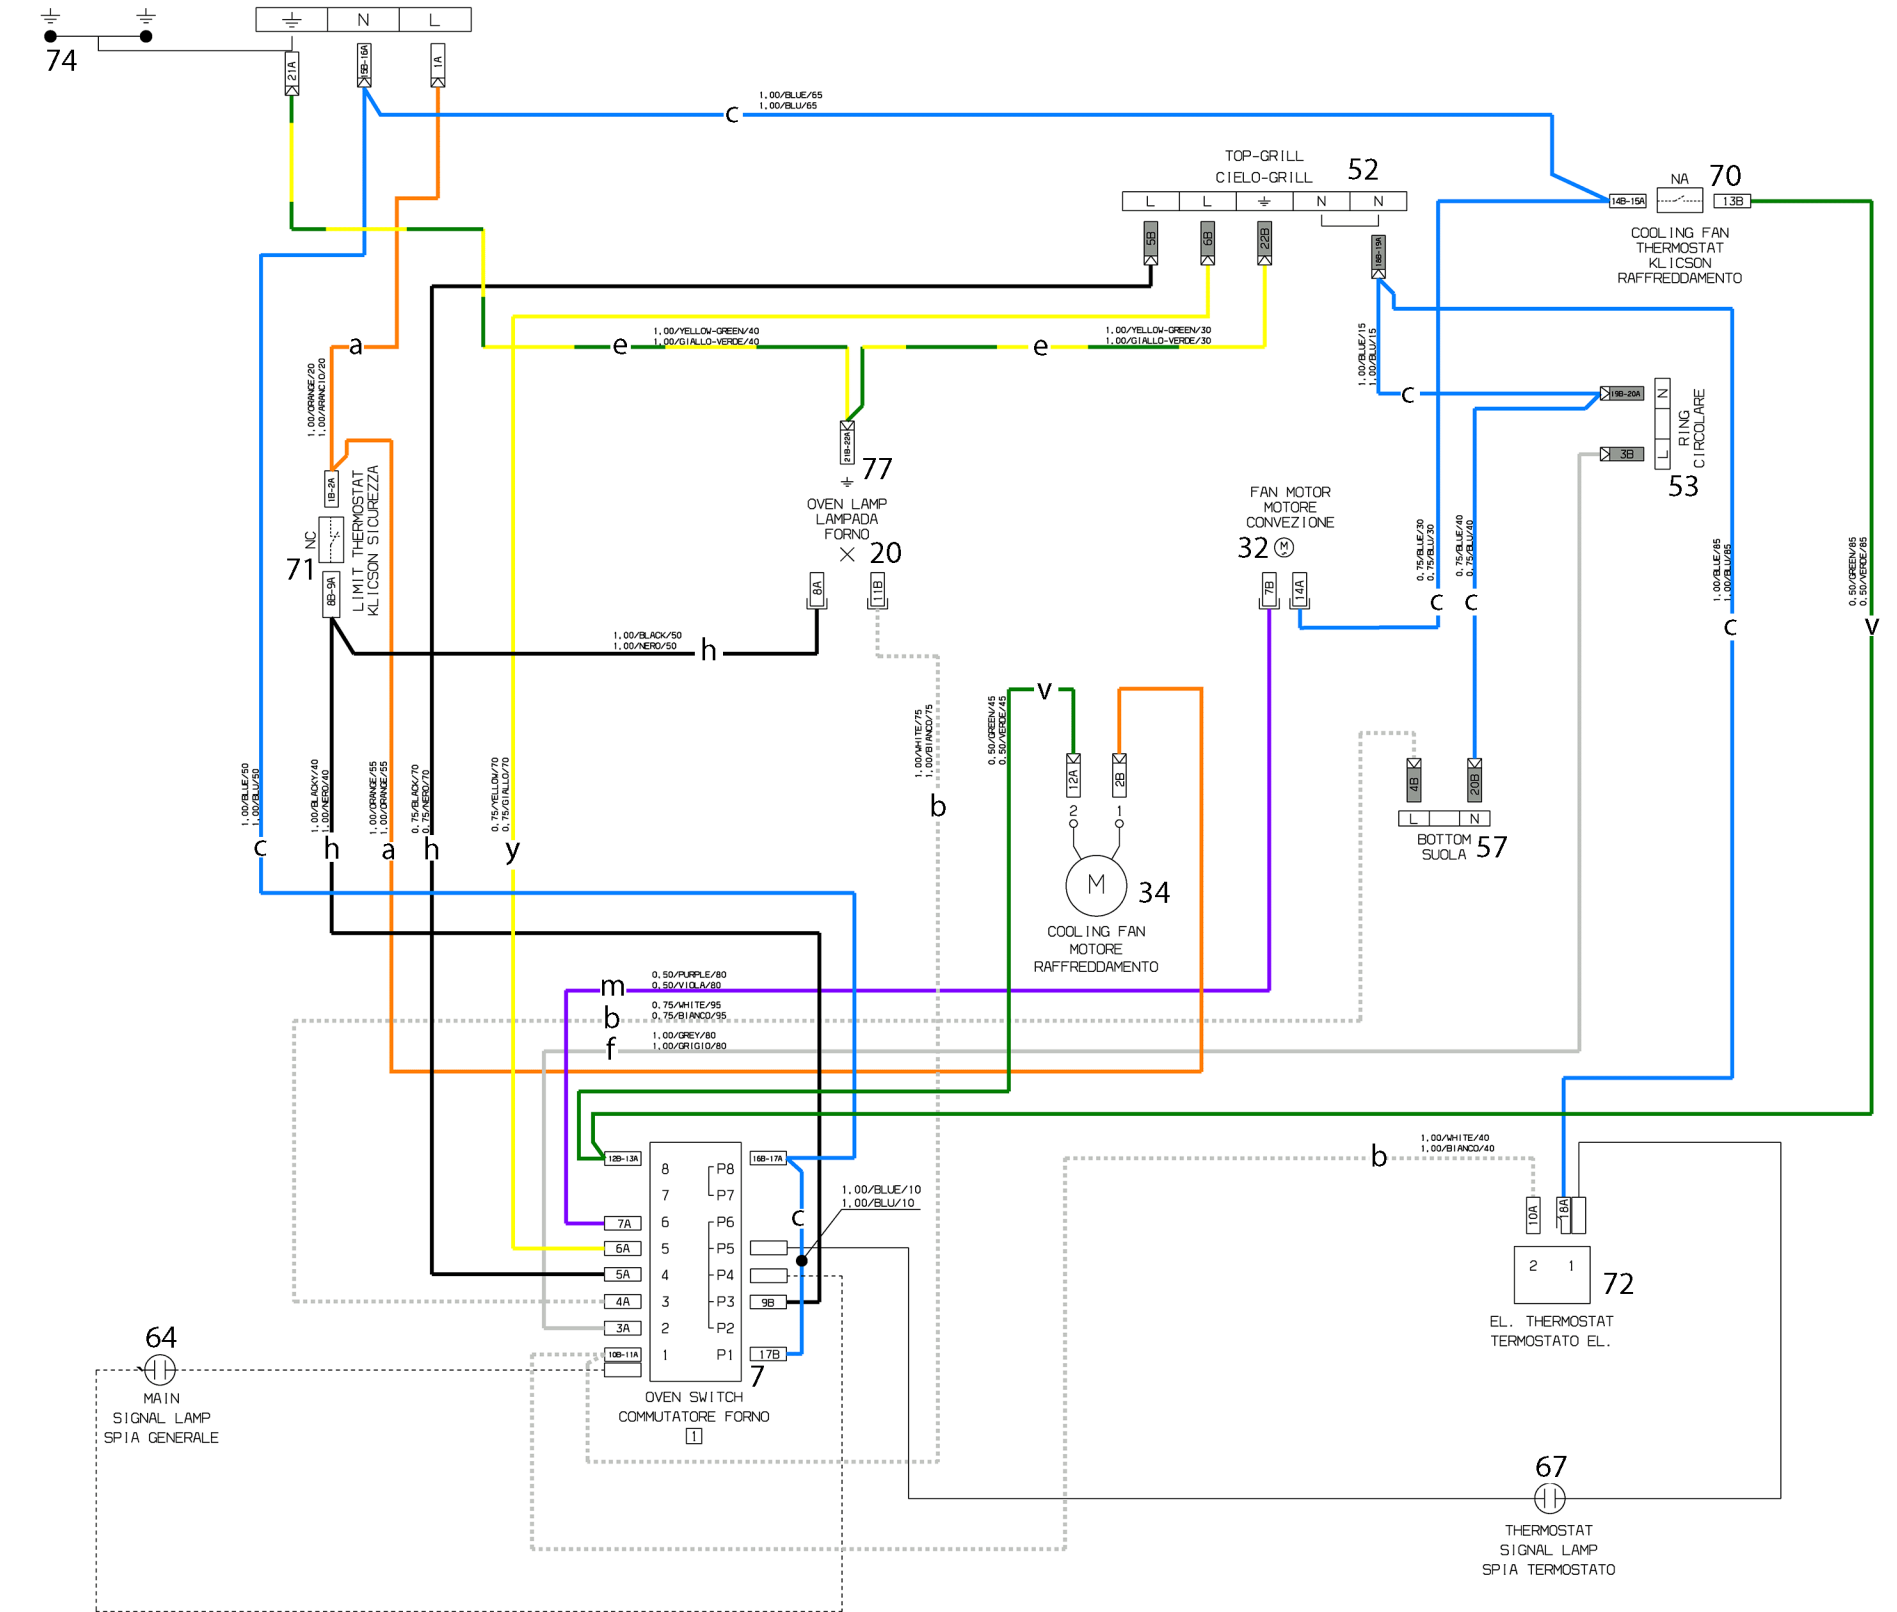 N
L
74
21A
15B-16A
1A
1,00/BLUE/65
1,00/BLU/65
c
TOP-GRILL
CIELO-GRILL
52
L
L
N
N
5B
6B
22B
18B-19A
NA
70
14B-15A
13B
COOLING FAN
THERMOSTAT
KLICSON
RAFFREDDAMENTO
a
1,00/ORANGE/20
1,00/ARANCIO/20
1,00/YELLOW-GREEN/40
1,00/GIALLO-VERDE/40
e
1,00/YELLOW-GREEN/30
1,00/GIALLO-VERDE/30
e
1,00/BLUE/15
1,00/BLU/15
c
19B-20A
N
L
RING
CIRCOLARE
3B
53
21B-22A
77
OVEN LAMP
LAMPADA
FORNO
20
8A
11B
1B-2A
NC
71
8B-9A
LIMIT THERMOSTAT
KLICSON SICUREZZA
FAN MOTOR
MOTORE
CONVEZIONE
32
M
7B
14A
0,75/BLUE/30
0,75/BLU/30
c
0,75/BLUE/40
0,75/BLU/40
c
1,00/BLUE/85
1,00/BLU/85
c
0,50/GREEN/85
0,50/VERDE/85
v
1,00/BLACK/50
1,00/NERO/50
h
1,00/WHITE/75
1,00/BIANCO/75
b
0,50/GREEN/45
0,50/VERDE/45
v
12A
2B
2
1
M
34
COOLING FAN
MOTORE
RAFFREDDAMENTO
4B
20B
L
N
BOTTOM
SUOLA
57
1,00/BLUE/50
1,00/BLU/50
c
1,00/BLACKY/40
1,00/NERO/40
h
1,00/ORANGE/55
1,00/ORANGE/55
a
0,75/BLACK/70
0,75/NERO/70
h
0,75/YELLOW/70
0,75/GIALLO/70
y
0,50/PURPLE/80
0,50/VIOLA/80
m
0,75/WHITE/95
0,75/BIANCO/95
b
1,00/GREY/80
1,00/GRIGIO/80
f
12B-13A
8
P8
16B-17A
7
P7
7A
6
P6
6A
5
P5
5A
4
P4
4A
3
P3
9B
3A
2
P2
10B-11A
1
P1
17B
7
OVEN SWITCH
COMMUTATORE FORNO
1
c
1,00/BLUE/10
1,00/BLU/10
1,00/WHITE/40
1,00/BIANCO/40
b
10A
18A
2
1
72
EL. THERMOSTAT
TERMOSTATO EL.
64
MAIN
SIGNAL LAMP
SPIA GENERALE
67
THERMOSTAT
SIGNAL LAMP
SPIA TERMOSTATO